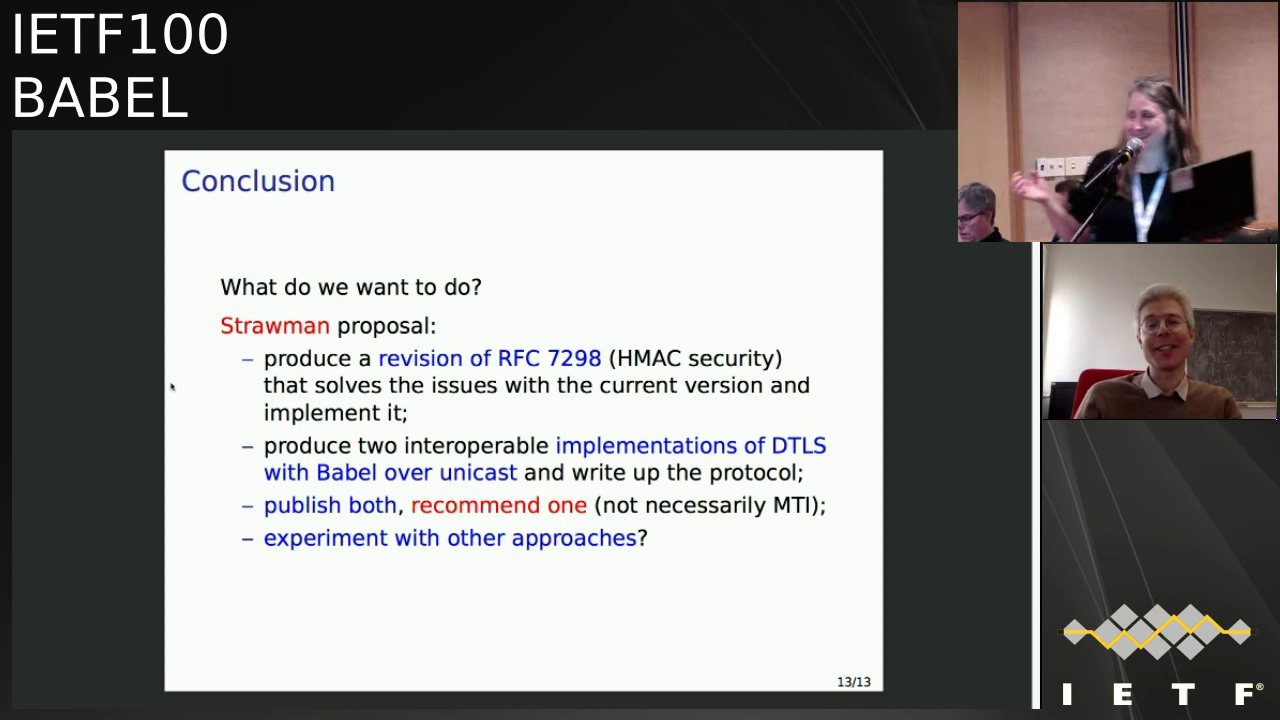 IETF100
BABEL
Conclusion
What do we want to do?
Strawman proposal:
– produce a revision of RFC 7298 (HMAC security)
that solves the issues with the current version and
implement it;
– produce two interoperable implementations of DTLS
with Babel over unicast and write up the protocol;
– publish both, recommend one (not necessarily MTI);
– experiment with other approaches?
13/13
I E T F®